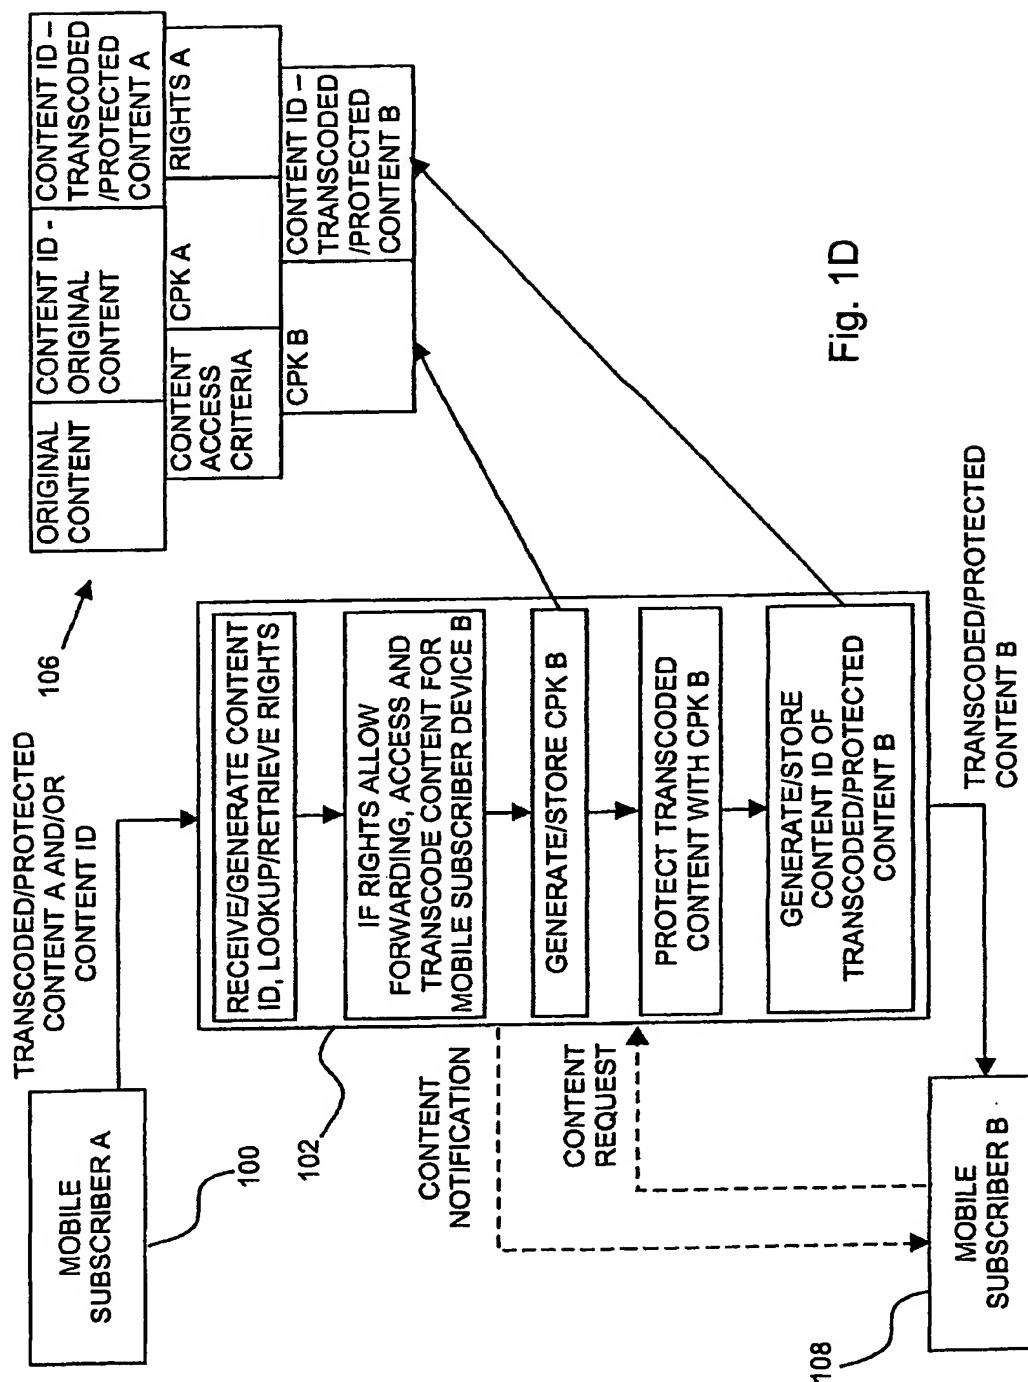 MOBILE
SUBSCRIBER A
100
TRANSCODED/PROTECTED
CONTENT A AND/OR
CONTENT ID
102
RECEIVE/GENERATE CONTENT
ID, LOOKUP/RETRIEVE RIGHTS
IF RIGHTS ALLOW
FORWARDING, ACCESS AND
TRANSCODE CONTENT FOR
MOBILE SUBSCRIBER DEVICE B
GENERATE/STORE CPK B
PROTECT TRANSCODED
CONTENT WITH CPK B
GENERATE/STORE
CONTENT ID OF
TRANSCODED/PROTECTED
CONTENT B
106
ORIGINAL
CONTENT
CONTENT ID -
ORIGINAL
CONTENT
CONTENT ID –
TRANSCODED
/PROTECTED
CONTENT A
CONTENT
ACCESS
CRITERIA
CPK A
RIGHTS A
CPK B
CONTENT ID –
TRANSCODED
/PROTECTED
CONTENT B
CONTENT
NOTIFICATION
CONTENT
REQUEST
108
MOBILE
SUBSCRIBER B
TRANSCODED/PROTECTED
CONTENT B
Fig. 1D